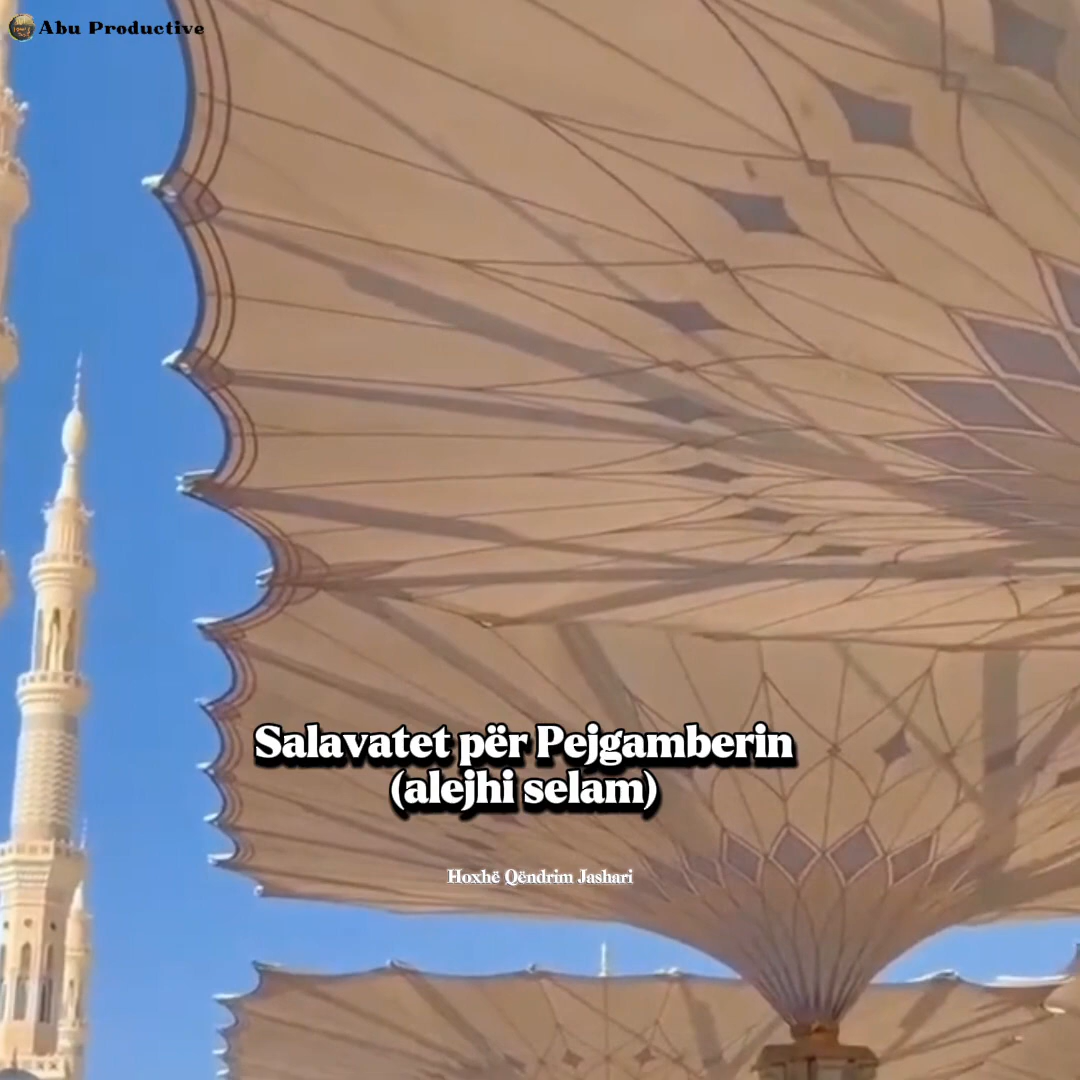 Abu Productive
Salavatet për Pejgamberin
(alejhi selam)
Hoxhë Qëndrim Jashari